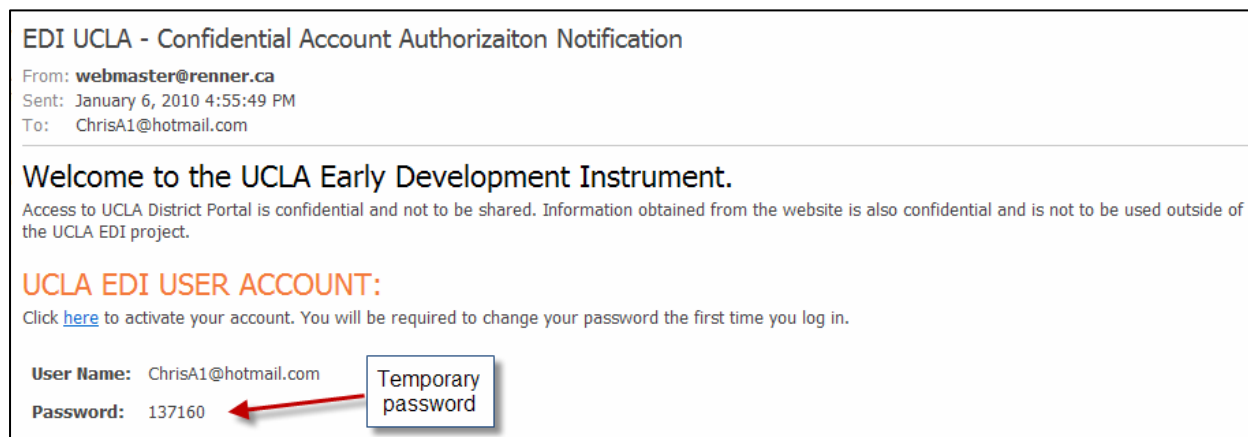 EDI UCLA - Confidential Account Authorizaiton Notification
From: webmaster@renner.ca
Sent: January 6, 2010 4:55:49 PM
To: ChrisA1@hotmail.com
Welcome to the UCLA Early Development Instrument.
Access to UCLA District Portal is confidential and not to be shared. Information obtained from the website is also confidential and is not to be used outside of
the UCLA EDI project.
UCLA EDI USER ACCOUNT:
Click here to activate your account. You will be required to change your password the first time you log in.
User Name: ChrisA1@hotmail.com
Password: 137160
Temporary
password